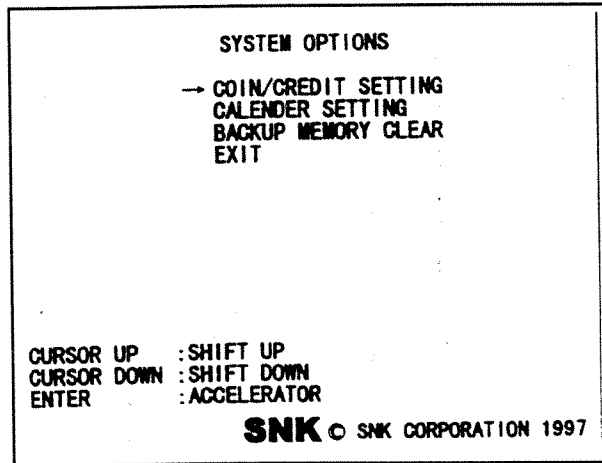 SYSTEM OPTIONS
→ COIN/CREDIT SETTING
CALENDER SETTING
BACKUP MEMORY CLEAR
EXIT
CURSOR UP :SHIFT UP
CURSOR DOWN :SHIFT DOWN
ENTER :ACCELERATOR
SNK © SNK CORPORATION 1997